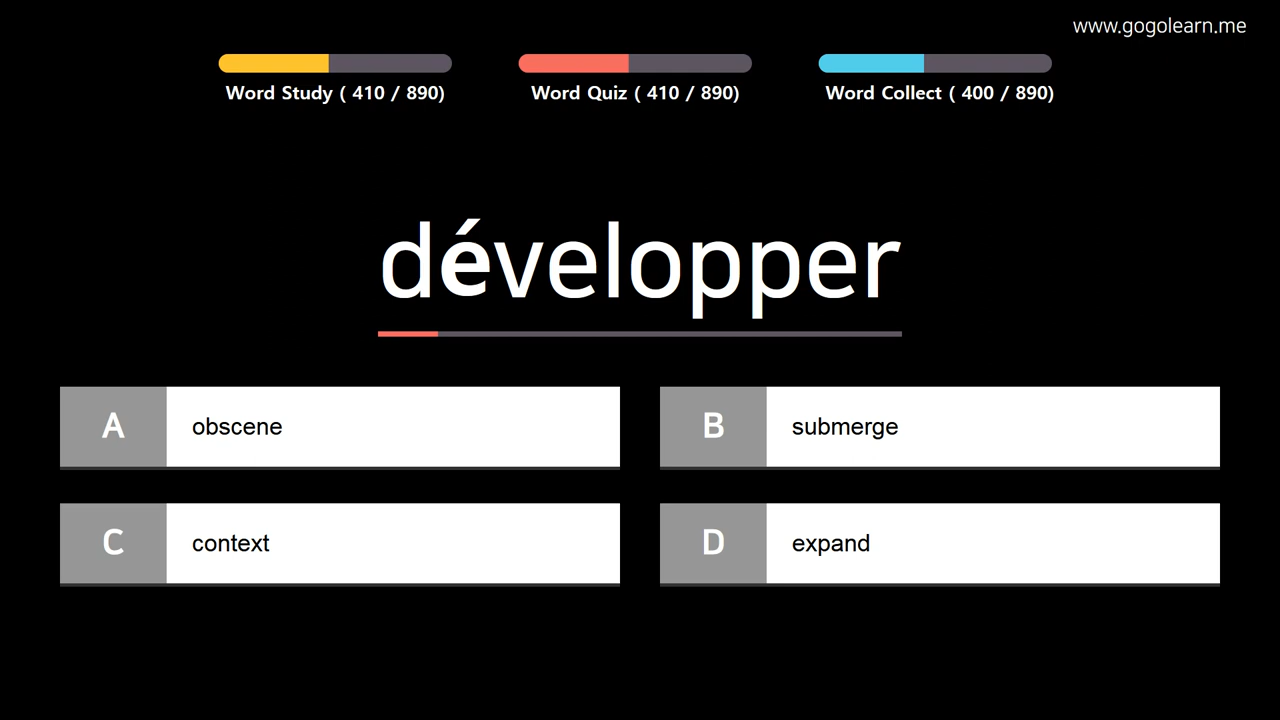 www.gogolearn.me
Word Study ( 410 / 890)
Word Quiz ( 410 / 890)
Word Collect ( 400 / 890)
développer
A obscene
B submerge
C context
D expand